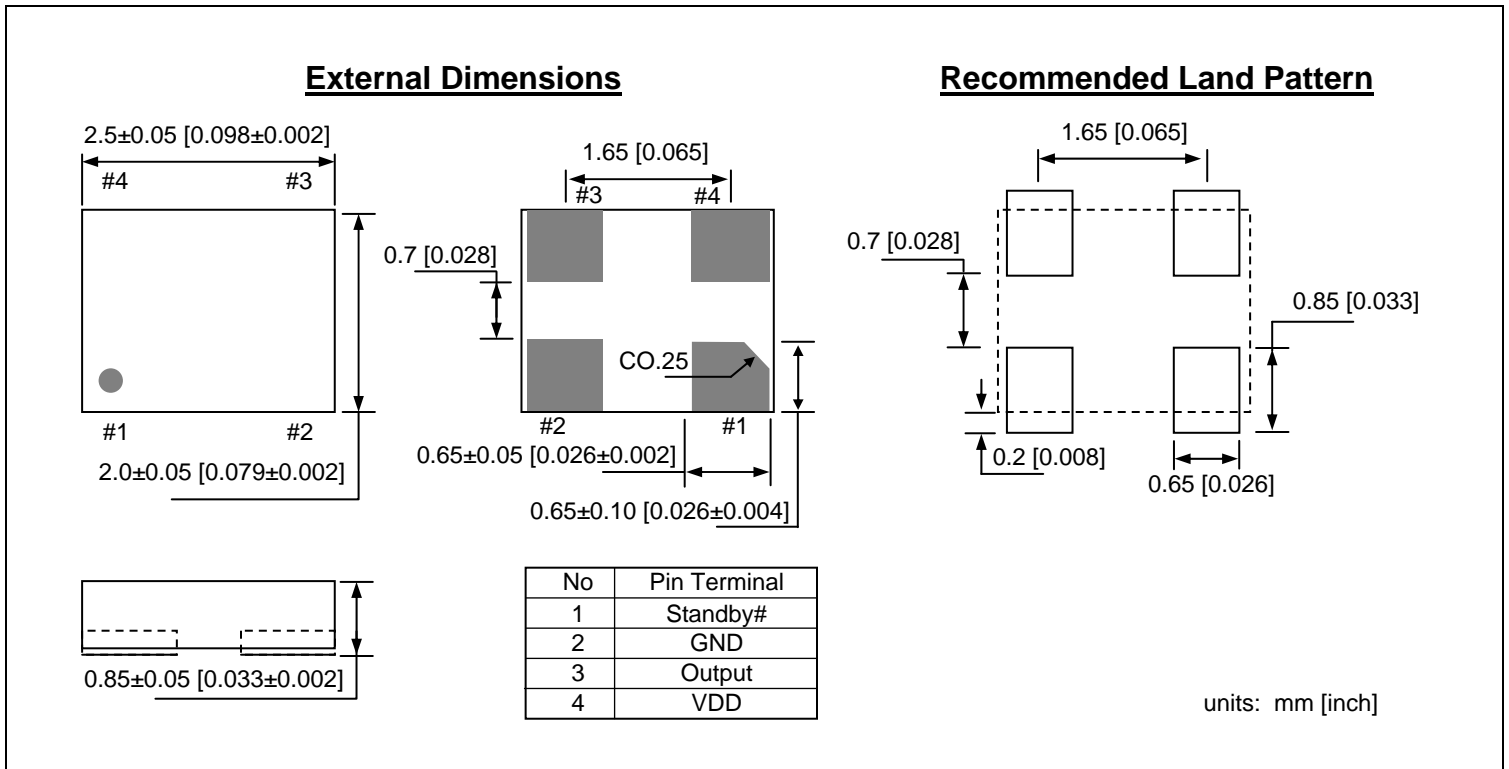 External Dimensions
2.5±0.05 [0.098±0.002]
#4 #3
#1 #2
2.0±0.05 [0.079±0.002]
1.65 [0.065]
#3 #4
0.7 [0.028]
CO.25
#2 #1
0.65±0.05 [0.026±0.002]
0.65±0.10 [0.026±0.004]
Recommended Land Pattern
1.65 [0.065]
0.7 [0.028]
0.85 [0.033]
0.2 [0.008]
0.65 [0.026]
0.85±0.05 [0.033±0.002]
No Pin Terminal
1 Standby#
2 GND
3 Output
4 VDD
units: mm [inch]